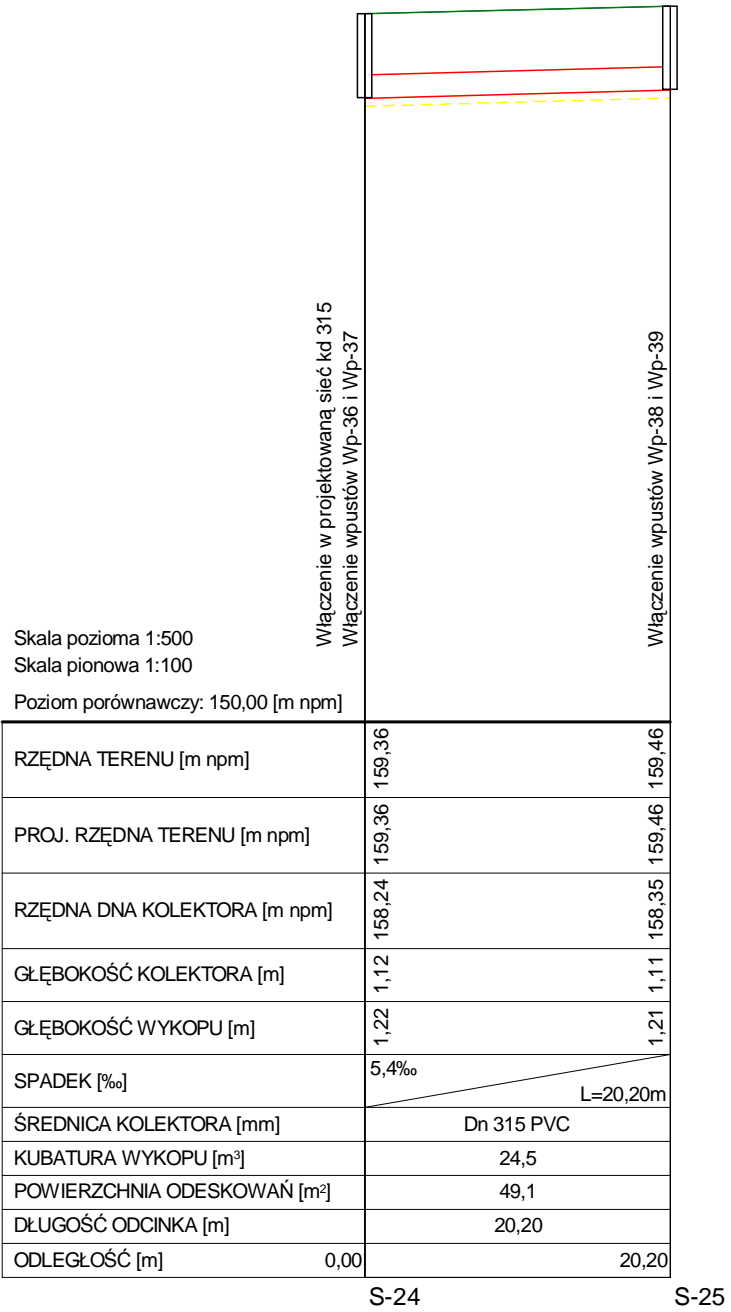 Włączenie w projektowaną sieć kd 315
Włączenie wpustów Wp-36 i Wp-37
Włączenie wpustów Wp-38 i Wp-39
Skala pozioma 1:500
Skala pionowa 1:100
Poziom porównawczy: 150,00 [m npm]
RZĘDNA TERENU [m npm] 159,36 159,46
PROJ. RZĘDNA TERENU [m npm] 159,36 159,46
RZĘDNA DNA KOLEKTORA [m npm] 158,24 158,35
GŁĘBOKOŚĆ KOLEKTORA [m] 1,12 1,11
GŁĘBOKOŚĆ WYKOPU [m] 1,22 1,21
SPADEK [‰] 5,4‰ L=20,20m
ŚREDNICA KOLEKTORA [mm] Dn 315 PVC
KUBATURA WYKOPU [m³] 24,5
POWIERZCHNIA ODESKOWAŃ [m²] 49,1
DŁUGOŚĆ ODCINKA [m] 20,20
ODLEGŁOŚĆ [m] 0,00 20,20
S-24 S-25